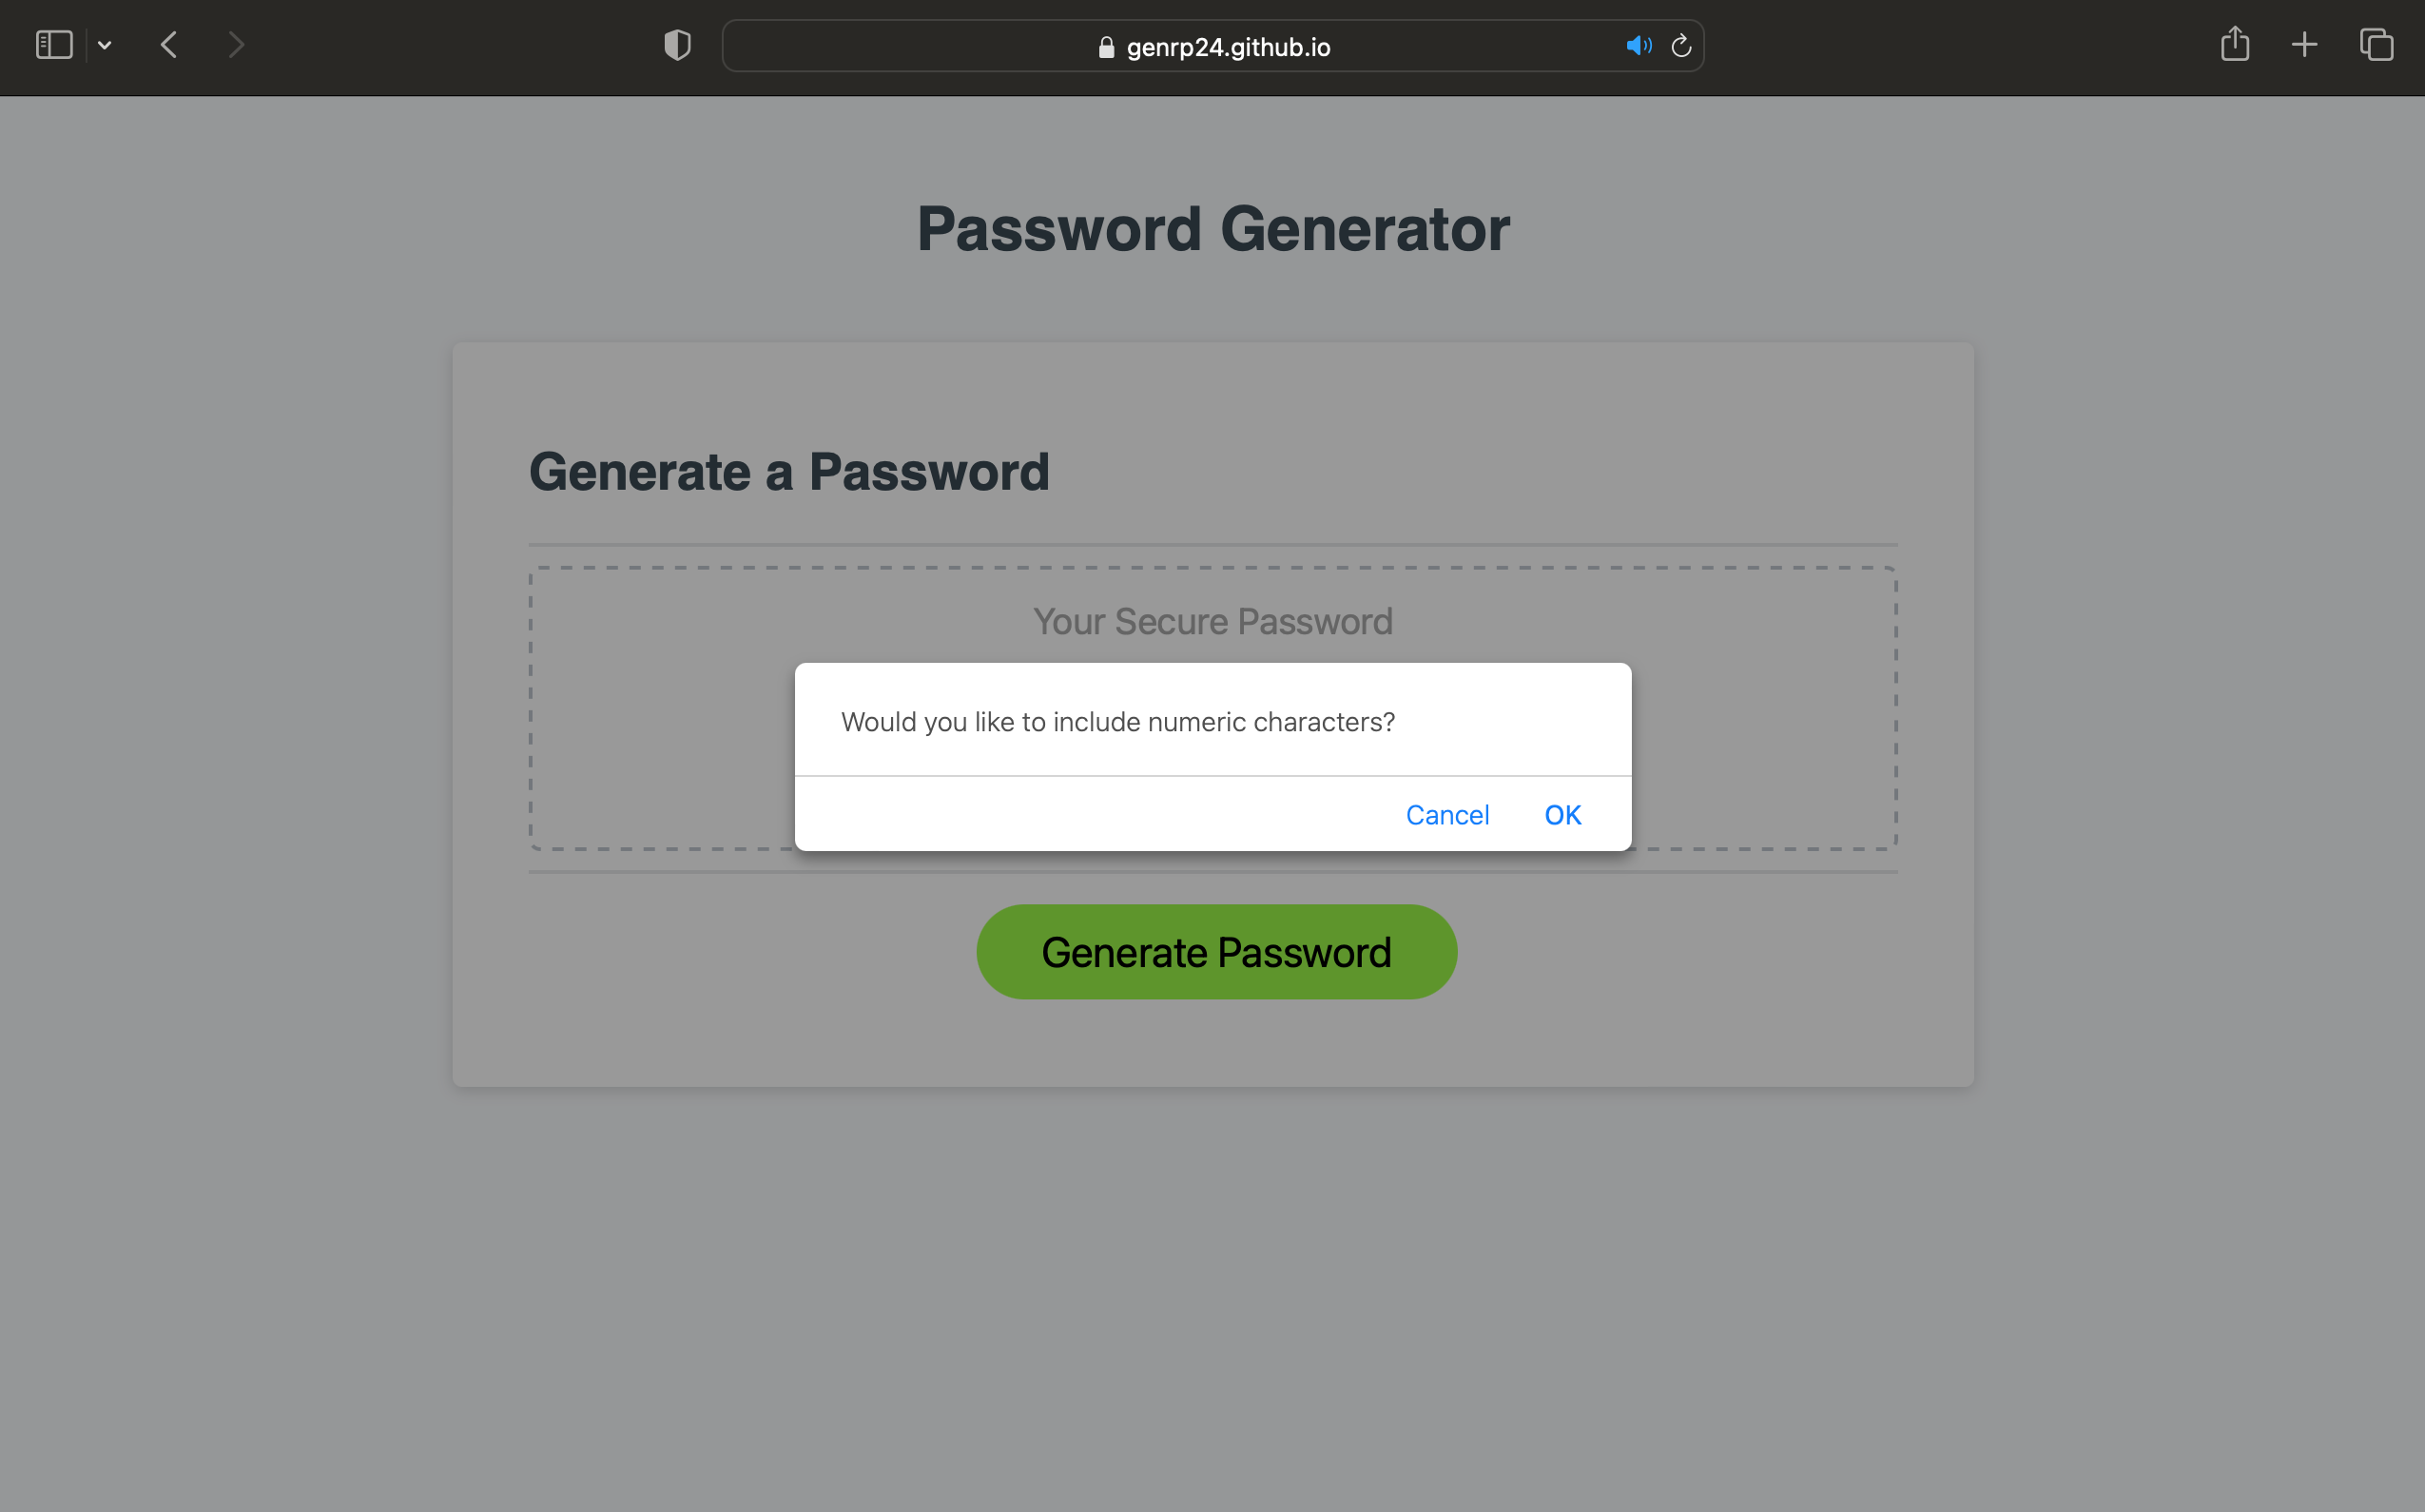 genrp24.github.io
Password Generator
Generate a Password
Your Secure Password
Would you like to include numeric characters?
Cancel OK
Generate Password